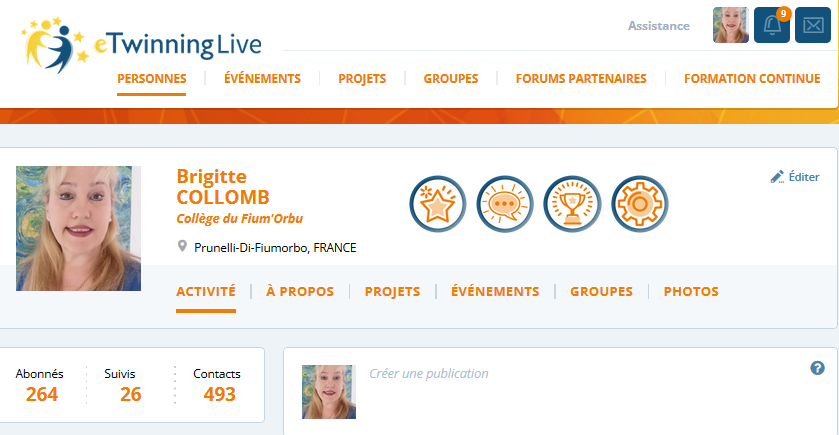 Assistance
9
eTwinningLive
PERSONNES ÉVÉNEMENTS PROJETS GROUPES FORUMS PARTENAIRES FORMATION CONTINUE
Brigitte
COLLOMB
Collège du Fium'Orbu
Prunelli-Di-Fiumorbo, FRANCE
Éditer
ACTIVITÉ À PROPOS PROJETS ÉVÉNEMENTS GROUPES PHOTOS
Abonnés Suivis Contacts
264 26 493
Créer une publication
?